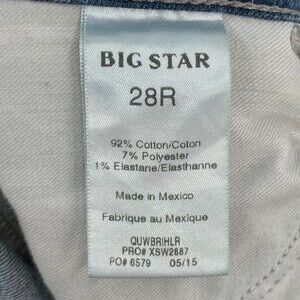 BIG STAR
28R
92% Cotton/Coton
7% Polyester
1% Elastane/Elasthanne
Made in Mexico
Fabrique au Mexique
QUWBRIHLR
PRO# XSW2887
PO# 6579 05/15